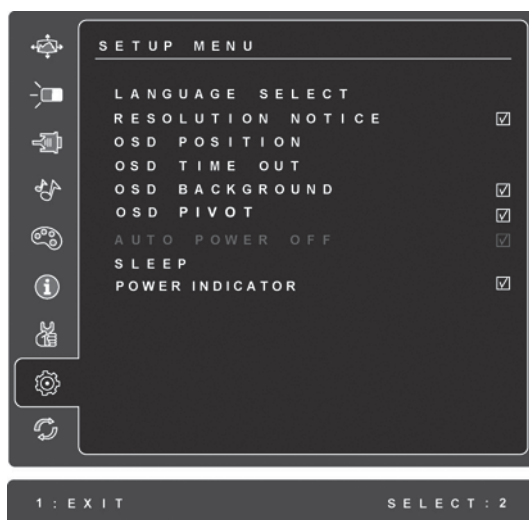 SETUP MENU
LANGUAGE SELECT
RESOLUTION NOTICE
OSD POSITION
OSD TIME OUT
OSD BACKGROUND
OSD PIVOT
AUTO POWER OFF
SLEEP
POWER INDICATOR
1:EXIT SELECT:2